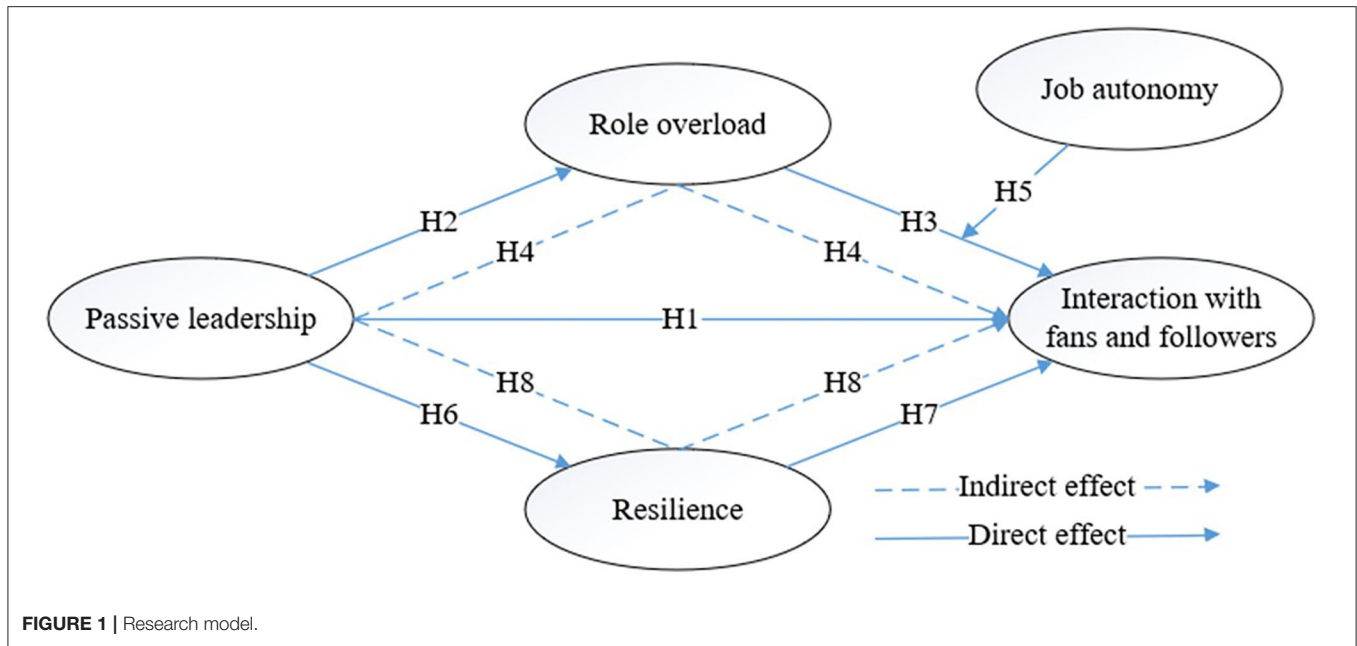 Job autonomy
Role overload
H5
H2
H3
H4
H4
Passive leadership
H1
Interaction with
fans and followers
H8
H8
H6
H7
Indirect effect
Resilience
Direct effect
FIGURE 1 | Research model.